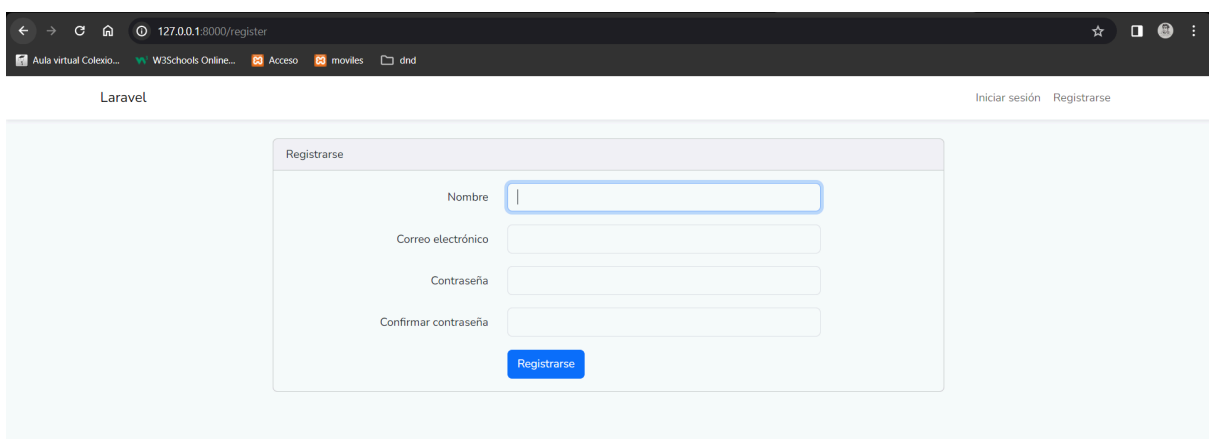 127.0.0.1:8000/register
Aula virtual Colexio... W3Schools Online... Acceso moviles dnd
Laravel Iniciar sesión Registrarse
Registrarse
Nombre
Correo electrónico
Contraseña
Confirmar contraseña
Registrarse